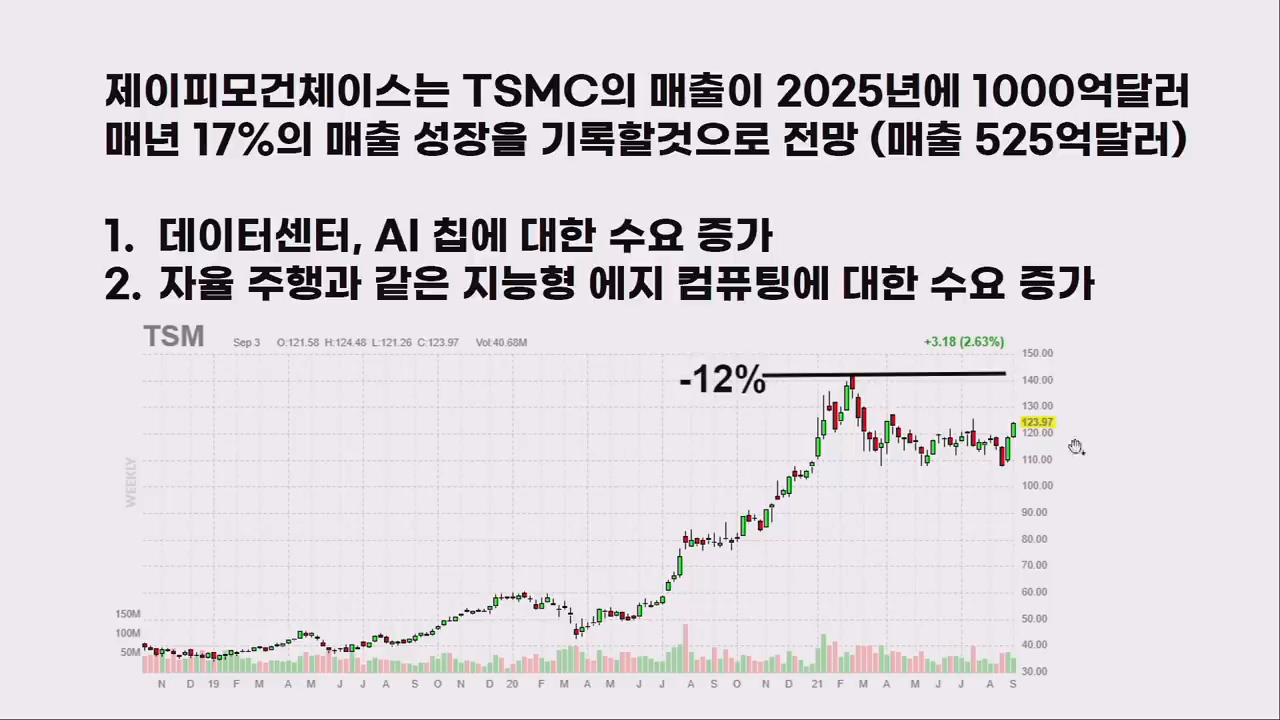 제이피모건체이스는 TSMC의 매출이 2025년에 1000억달러
매년 17%의 매출 성장을 기록할것으로 전망 (매출 525억달러)
1. 데이터센터, AI 칩에 대한 수요 증가
2. 자율 주행과 같은 지능형 에지 컴퓨팅에 대한 수요 증가
TSM Sep 3 O:121.58 H:124.48 L:121.26 C:123.97 Vol:40.68M +3.18 (2.63%)
-12%
WEEKLY
150.00
140.00
130.00
123.97
120.00
110.00
100.00
90.00
80.00
70.00
60.00
50.00
40.00
30.00
150M
100M
50M
N D 19 F M A M J J A S O N D 20 F M A M J J A S O N D 21 F M A M J J A S